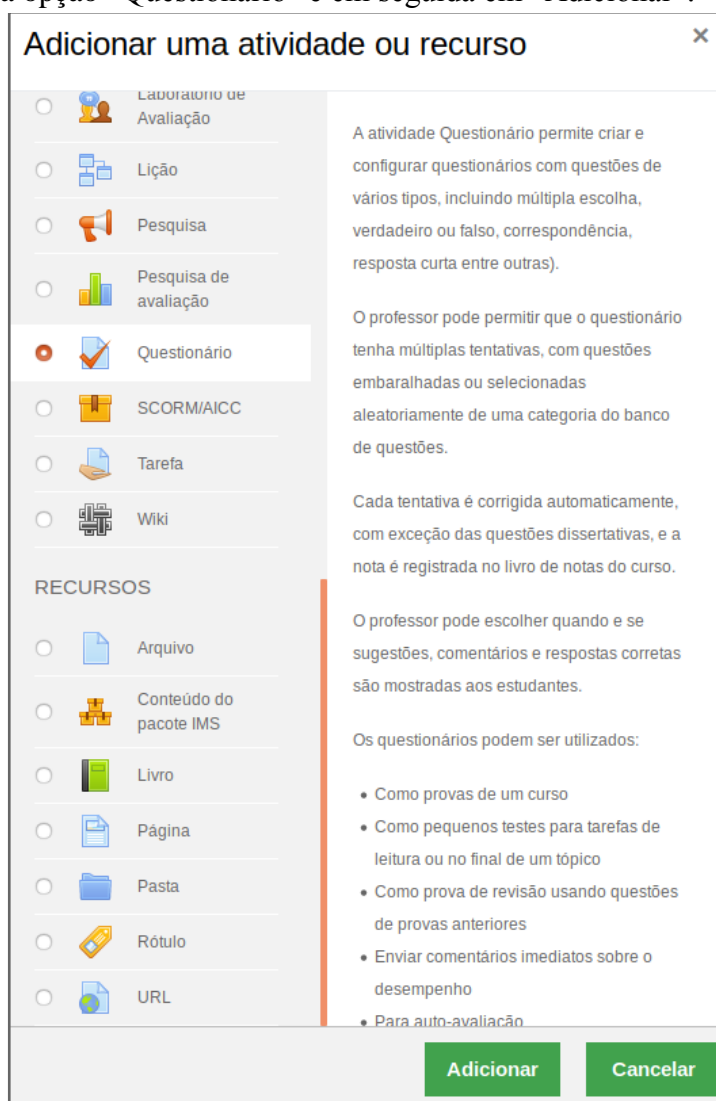 a opção "Questionário" e em seguida em "Adicionar".
Adicionar uma atividade ou recurso
×
Laboratório de
Avaliação
Lição
Pesquisa
Pesquisa de
avaliação
Questionário
SCORM/AICC
Tarefa
Wiki
RECURSOS
Arquivo
Conteúdo do
pacote IMS
Livro
Página
Pasta
Rótulo
URL
A atividade Questionário permite criar e
configurar questionários com questões de
vários tipos, incluindo múltipla escolha,
verdadeiro ou falso, correspondência,
resposta curta entre outras).
O professor pode permitir que o questionário
tenha múltiplas tentativas, com questões
embaralhadas ou selecionadas
aleatoriamente de uma categoria do banco
de questões.
Cada tentativa é corrigida automaticamente,
com exceção das questões dissertativas, e a
nota é registrada no livro de notas do curso.
O professor pode escolher quando e se
sugestões, comentários e respostas corretas
são mostradas aos estudantes.
Os questionários podem ser utilizados:
• Como provas de um curso
• Como pequenos testes para tarefas de
leitura ou no final de um tópico
• Como prova de revisão usando questões
de provas anteriores
• Enviar comentários imediatos sobre o
desempenho
• Para auto-avaliação
Adicionar
Cancelar